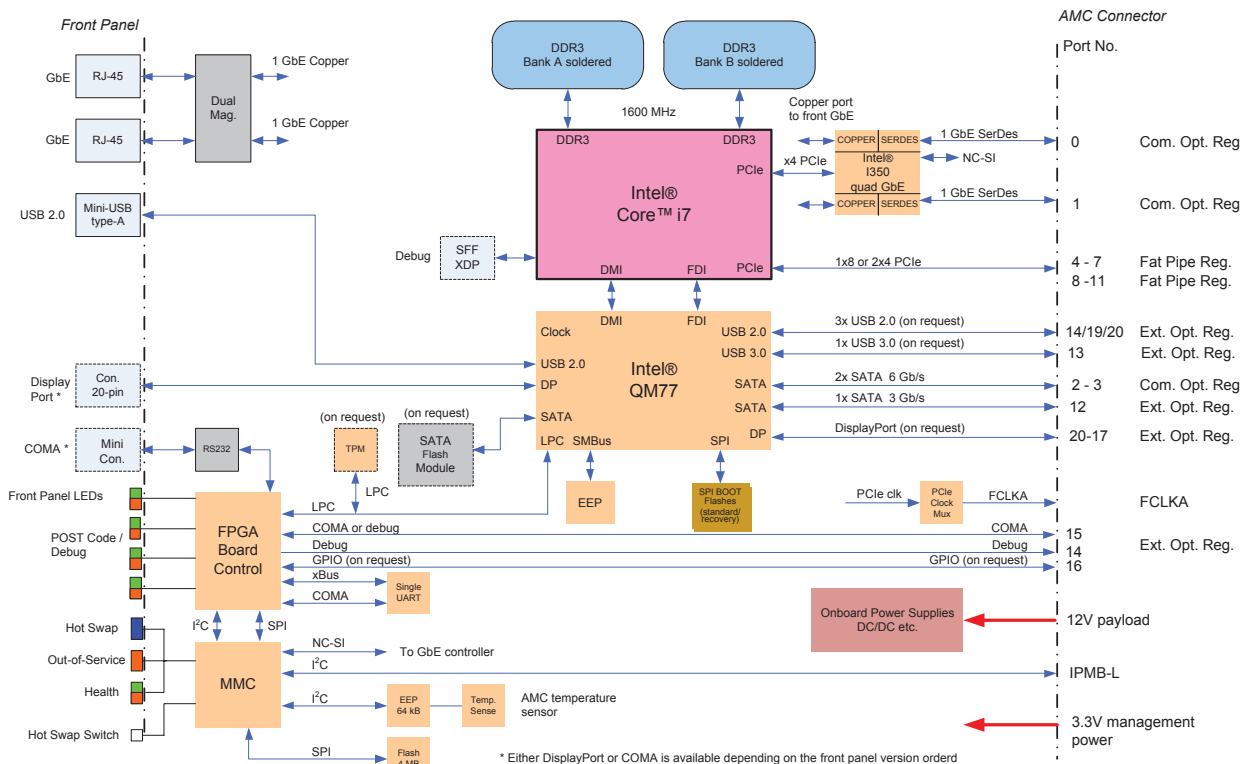 Front Panel
AMC Connector
Port No.
GbE
RJ-45
1 GbE Copper
Dual
Mag.
GbE
RJ-45
1 GbE Copper
DDR3
Bank A soldered
DDR3
Bank B soldered
1600 MHz
Copper port
to front GbE
DDR3
DDR3
PCIe
x4 PCIe
COPPER
SERDES
1 GbE SerDes
0
Com. Opt. Reg
Intel®
I350
quad GbE
NC-SI
COPPER
SERDES
1 GbE SerDes
1
Com. Opt. Reg
Intel®
Core™ i7
USB 2.0
Mini-USB
type-A
Debug
SFF
XDP
DMI
FDI
PCIe
1x8 or 2x4 PCIe
4 - 7
Fat Pipe Reg.
8 -11
Fat Pipe Reg.
DMI
FDI
Clock
USB 2.0
3x USB 2.0 (on request)
14/19/20
Ext. Opt. Reg.
USB 3.0
1x USB 3.0 (on request)
13
Ext. Opt. Reg.
USB 2.0
Intel®
QM77
Display
Port *
Con.
20-pin
DP
SATA
2x SATA 6 Gb/s
2 - 3
Com. Opt. Reg
SATA
1x SATA 3 Gb/s
12
Ext. Opt. Reg.
SATA
DP
DisplayPort (on request)
20-17
Ext. Opt. Reg.
LPC
SMBus
SPI
COMA *
Mini
Con.
RS232
(on request)
TPM
(on request)
SATA
Flash
Module
LPC
EEP
SPI BOOT
Flashes
(standard/
recovery)
PCIe clk
PCIe
Clock
Mux
FCLKA
FCLKA
Front Panel LEDs
POST Code /
Debug
FPGA
Board
Control
LPC
COMA or debug
COMA
15
Debug
Debug
14
Ext. Opt. Reg.
GPIO (on request)
GPIO (on request)
16
xBus
COMA
Single
UART
I²C
SPI
Onboard Power Supplies
DC/DC etc.
12V payload
Hot Swap
Out-of-Service
Health
Hot Swap Switch
MMC
NC-SI
To GbE controller
I²C
IPMB-L
I²C
EEP
64 kB
Temp.
Sense
AMC temperature
sensor
3.3V management
power
SPI
Flash
4 MB
* Either DisplayPort or COMA is available depending on the front panel version orderd